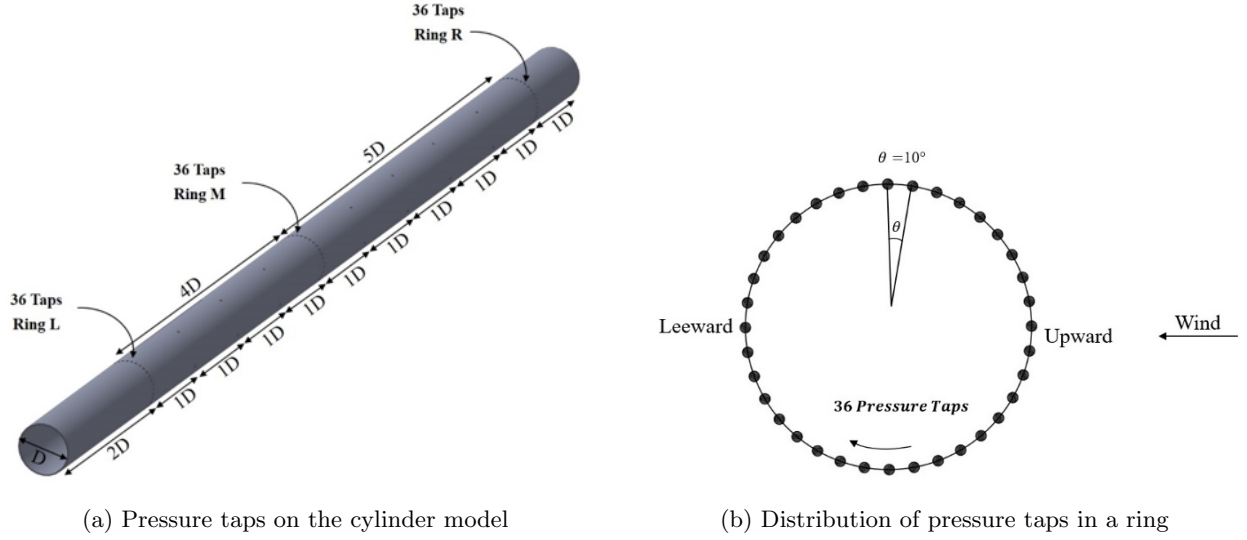 36 Taps
Ring R
5D
1D
1D
1D
1D
1D
1D
1D
1D
1D
1D
36 Taps
Ring M
4D
36 Taps
Ring L
2D
D
(a) Pressure taps on the cylinder model
θ =10°
θ
Leeward
Upward
Wind
36 Pressure Taps
(b) Distribution of pressure taps in a ring